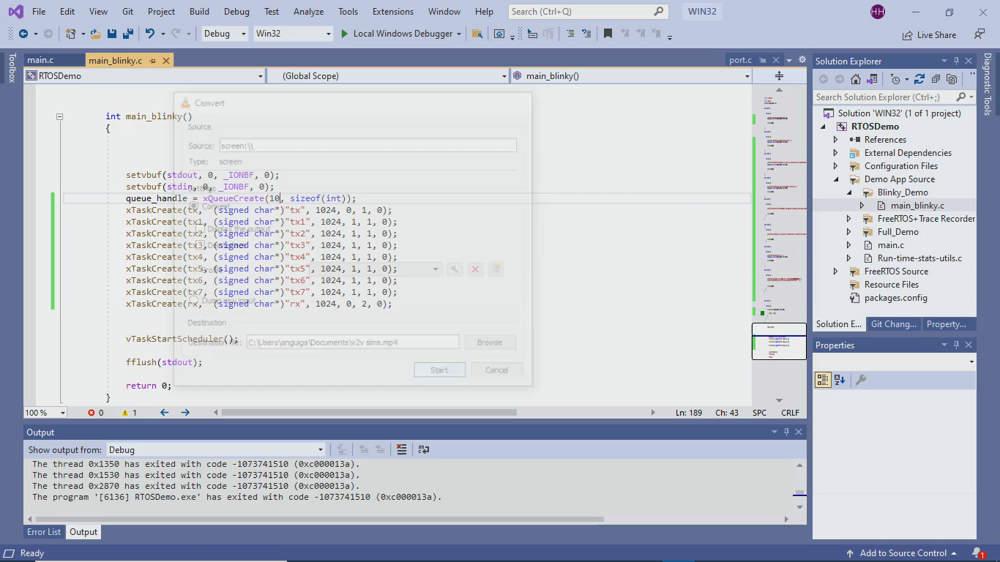 File Edit View Git Project Build Debug Test Analyze Tools Extensions Window Help Search (Ctrl+Q) WIN32 HH
Debug Win32 Local Windows Debugger Live Share
Toolbox
main.c main_blinky.c port.c
RTOSDemo (Global Scope) main_blinky()
int main_blinky()
{
setvbuf(stdout, 0, _IONBF, 0);
setvbuf(stdin, 0, _IONBF, 0);
queue_handle = xQueueCreate(10, sizeof(int));
xTaskCreate(tx, (signed char*)"tx", 1024, 0, 1, 0);
xTaskCreate(tx1, (signed char*)"tx1", 1024, 1, 1, 0);
xTaskCreate(tx2, (signed char*)"tx2", 1024, 1, 1, 0);
xTaskCreate(tx3, (signed char*)"tx3", 1024, 1, 1, 0);
xTaskCreate(tx4, (signed char*)"tx4", 1024, 1, 1, 0);
xTaskCreate(tx5, (signed char*)"tx5", 1024, 1, 1, 0);
xTaskCreate(tx6, (signed char*)"tx6", 1024, 1, 1, 0);
xTaskCreate(tx7, (signed char*)"tx7", 1024, 1, 1, 0);
xTaskCreate(rx, (signed char*)"rx", 1024, 0, 2, 0);
vTaskStartScheduler();
fflush(stdout);
return 0;
}
Convert
Source
Source: screen:\\
Type: screen
Settings
Convert
Display the output
Dump raw input
Destination
Destination file: C:\Users\anguiga\Documents\v2v sims.mp4 Browse
Start Cancel
100 % 0 1 Ln: 189 Ch: 43 SPC CRLF
Output
Show output from: Debug
The thread 0x1350 has exited with code -1073741510 (0xc000013a).
The thread 0x1530 has exited with code -1073741510 (0xc000013a).
The thread 0x2870 has exited with code -1073741510 (0xc000013a).
The program '[6136] RTOSDemo.exe' has exited with code -1073741510 (0xc000013a).
Error List Output
Solution Explorer
Search Solution Explorer (Ctrl+;)
Solution 'WIN32' (1 of 1 project)
RTOSDemo
References
External Dependencies
Configuration Files
Demo App Source
Blinky_Demo
main_blinky.c
FreeRTOS+Trace Recorder
Full_Demo
main.c
Run-time-stats-utils.c
FreeRTOS Source
Resource Files
packages.config
Solution E... Git Chang... Property...
Properties
Diagnostic Tools
Ready Add to Source Control 1